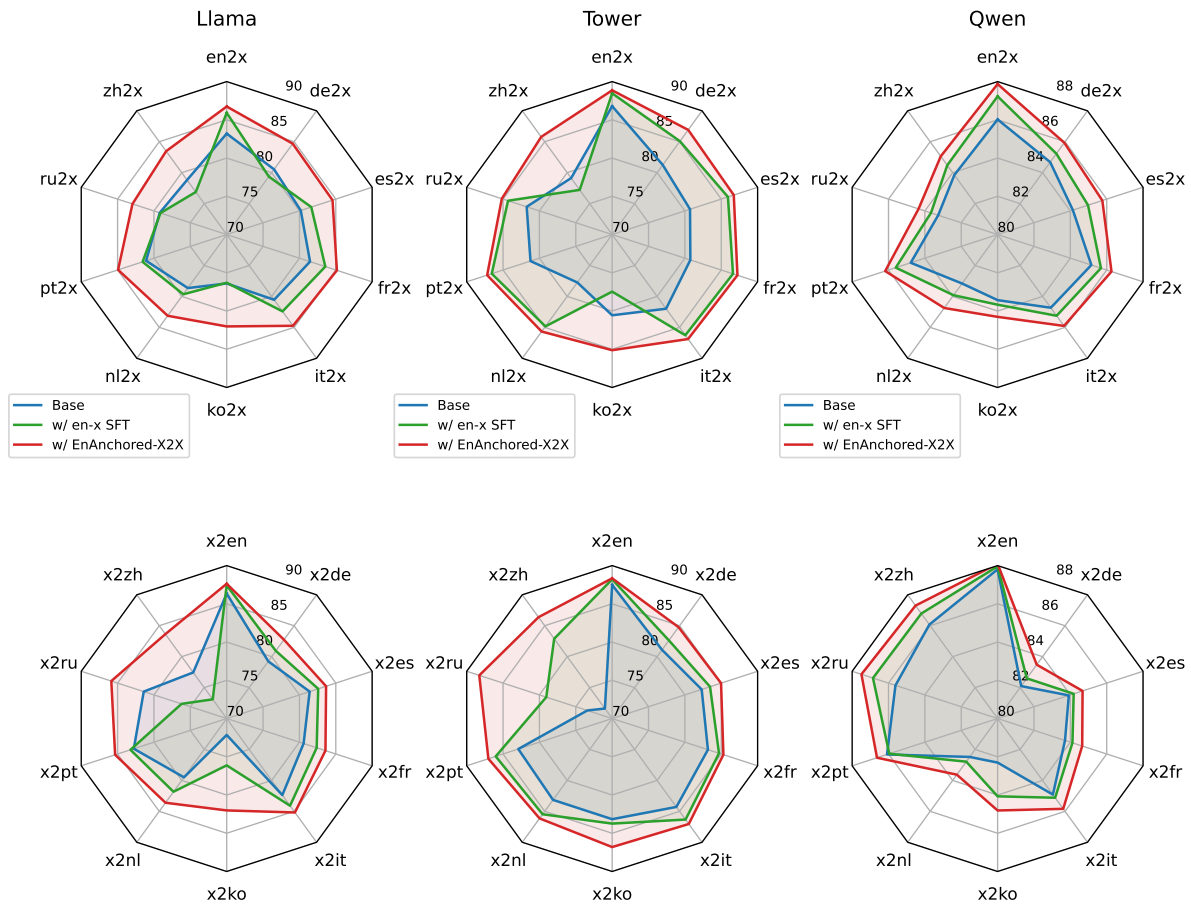 Llama
Tower
Qwen
en2x
de2x
es2x
fr2x
it2x
ko2x
nl2x
pt2x
ru2x
zh2x
70
75
80
85
90
Base
w/ en-x SFT
w/ EnAnchored-X2X
en2x
de2x
es2x
fr2x
it2x
ko2x
nl2x
pt2x
ru2x
zh2x
70
75
80
85
90
Base
w/ en-x SFT
w/ EnAnchored-X2X
en2x
de2x
es2x
fr2x
it2x
ko2x
nl2x
pt2x
ru2x
zh2x
80
82
84
86
88
Base
w/ en-x SFT
w/ EnAnchored-X2X
x2en
x2de
x2es
x2fr
x2it
x2ko
x2nl
x2pt
x2ru
x2zh
70
75
80
85
90
x2en
x2de
x2es
x2fr
x2it
x2ko
x2nl
x2pt
x2ru
x2zh
70
75
80
85
90
x2en
x2de
x2es
x2fr
x2it
x2ko
x2nl
x2pt
x2ru
x2zh
80
82
84
86
88